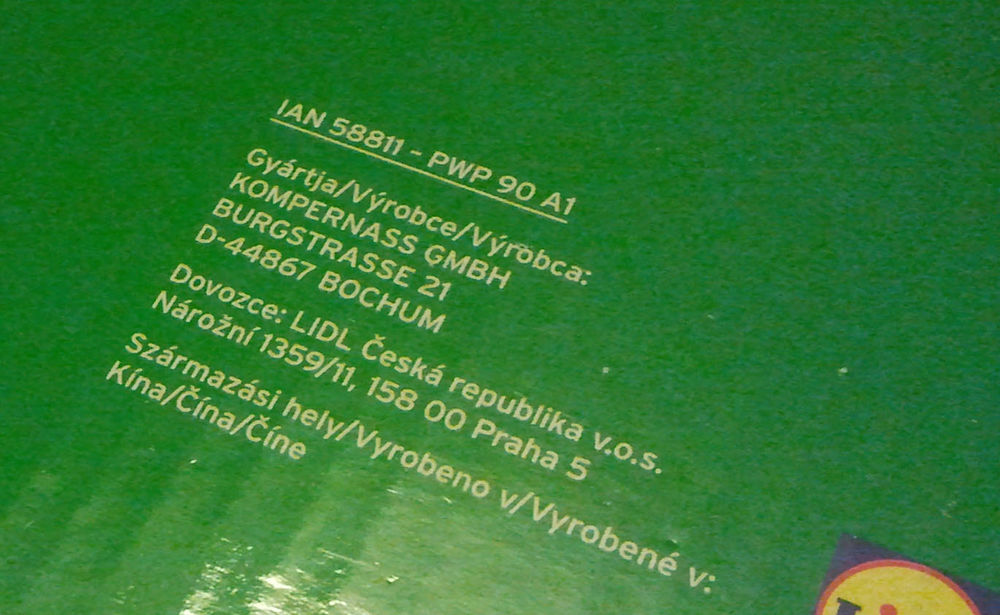 IAN 58811 - PWP 90 A1
Gyártja/Výrobce/Výrobca:
KOMPERNASS GMBH
BURGSTRASSE 21
D-44867 BOCHUM
Dovozce: LIDL Česká republika v.o.s.
Nárožní 1359/11, 158 00 Praha 5
Származási hely/Vyrobeno v/Vyrobené v:
Kína/Čína/Číne